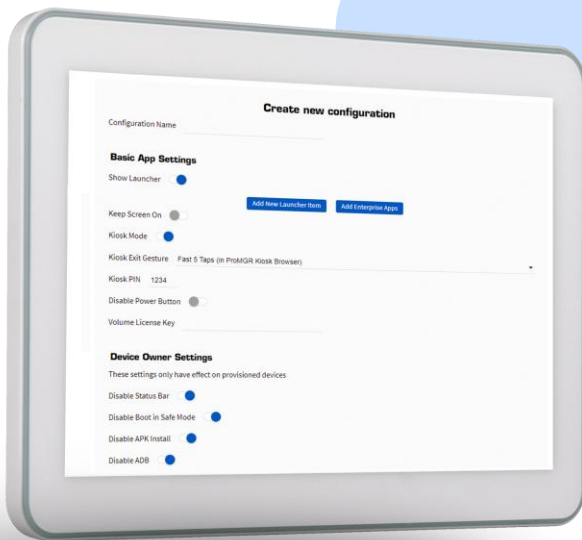 Create new configuration
Configuration Name
Basic App Settings
Show Launcher
Add New Launcher Item Add Enterprise Apps
Keep Screen On
Kiosk Mode
Kiosk Exit Gesture Fast 5 Taps (in ProMGR Kiosk Browser)
Kiosk PIN 1234
Disable Power Button
Volume License Key
Device Owner Settings
These settings only have effect on provisioned devices
Disable Status Bar
Disable Boot in Safe Mode
Disable APK Install
Disable ADB